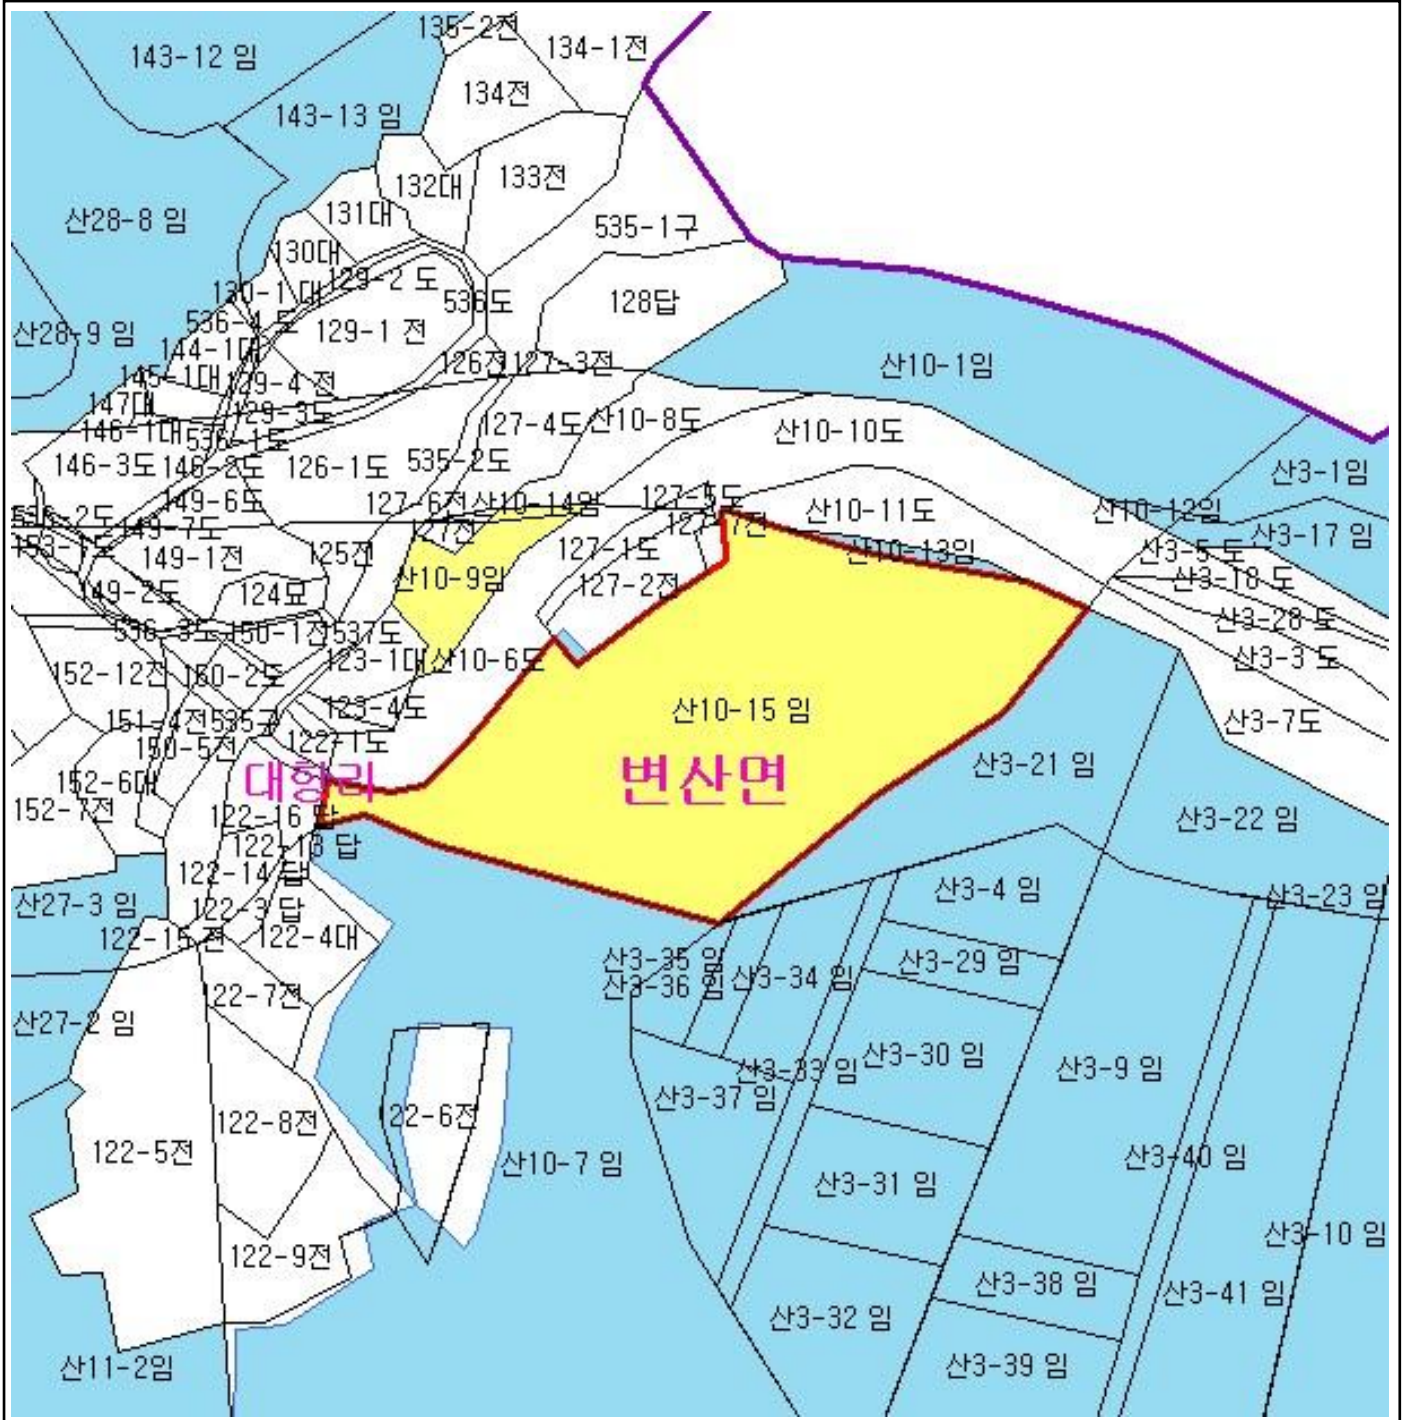 135-2전
134-1전
143-12 임
134전
143-13 임
133전
132대
131대
산28-8 임
535-1구
130대
129-2 도
130-1 대
536도
128답
536-4 도
129-1 전
산28-9 임
144-1대
126전
127-3전
산10-1임
145-1대
129-4 전
147대
129-3도
127-4도
산10-8도
산10-10도
146-1대
536-1도
146-3도
146-2도
126-1도
535-2도
산3-1임
149-6도
127-6전
산10-14임
127-5도
산10-11도
산10-12임
149-7도
127전
산3-17 임
149-1전
125전
127-1도
산10-13임
산3-5 도
149-2도
124묘
산10-9임
127-2전
산3-18 도
536-3도
150-1전
537도
산3-28 도
152-12전
150-2도
123-1대
산10-6도
산3-3 도
151-4전
535구
123-4도
산10-15 임
산3-7도
150-5전
122-1도
산3-21 임
152-6대
대항리
변산면
152-7전
122-16 답
산3-22 임
122-13 답
122-14 답
산3-4 임
산3-23 임
산27-3 임
122-3 답
122-15 전
122-4대
산3-35 임
산3-29 임
산3-36 임
산3-34 임
122-7전
산27-2 임
산3-33 임
산3-30 임
산3-9 임
산3-37 임
122-8전
122-6전
122-5전
산10-7 임
산3-40 임
산3-31 임
122-9전
산3-10 임
산3-38 임
산3-41 임
산3-32 임
산11-2임
산3-39 임